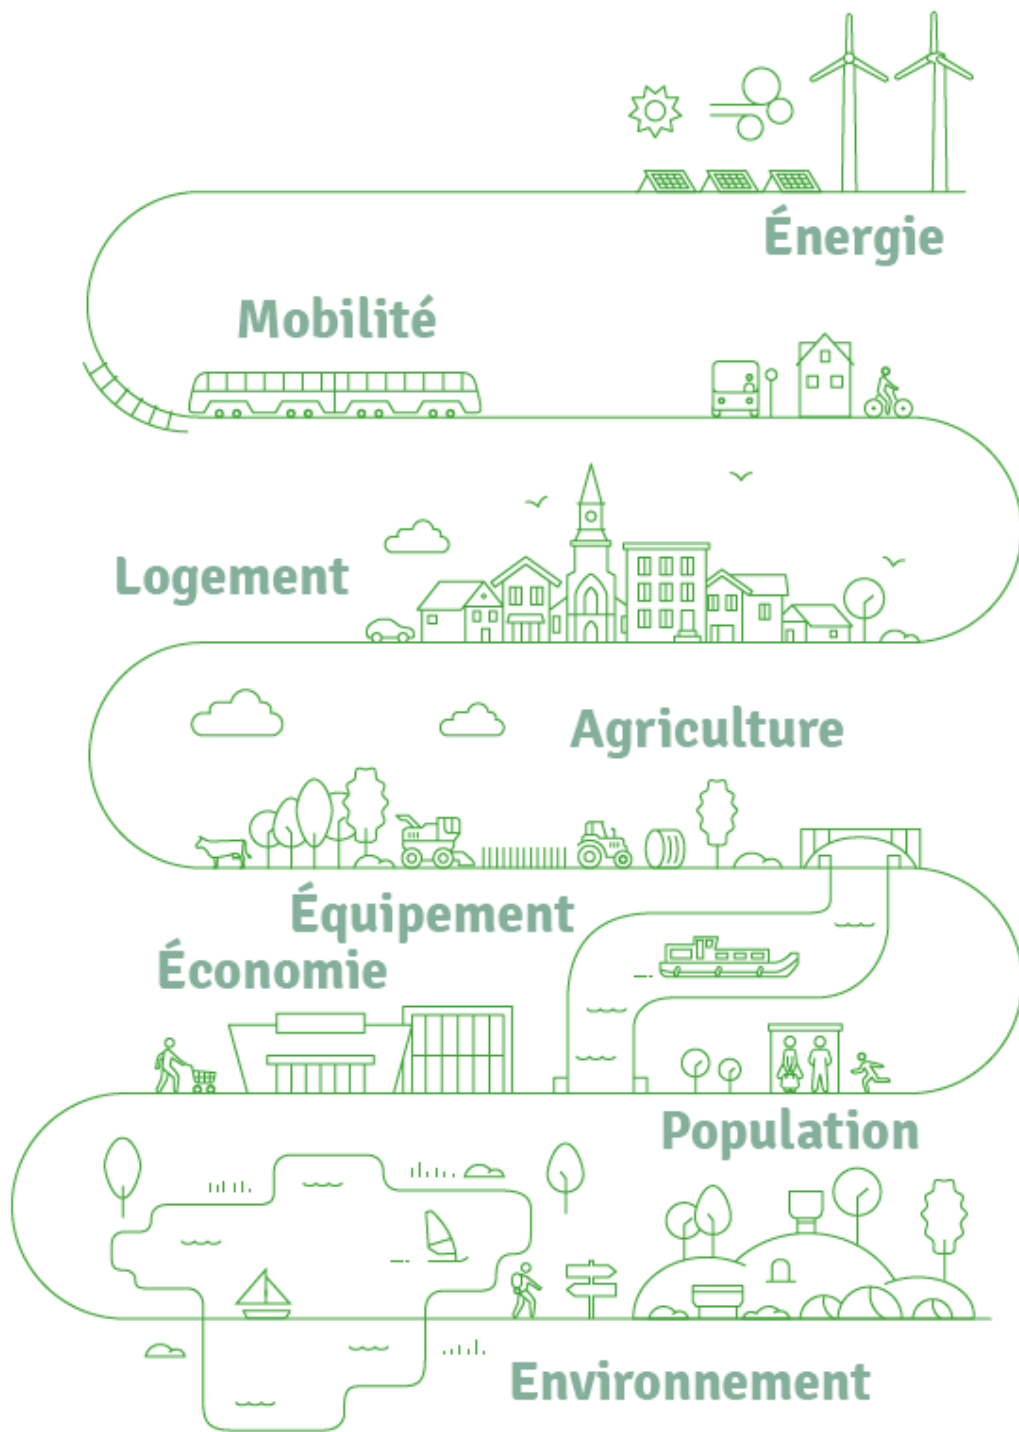 Énergie
Mobilité
Logement
Agriculture
Équipement
Économie
Population
Environnement